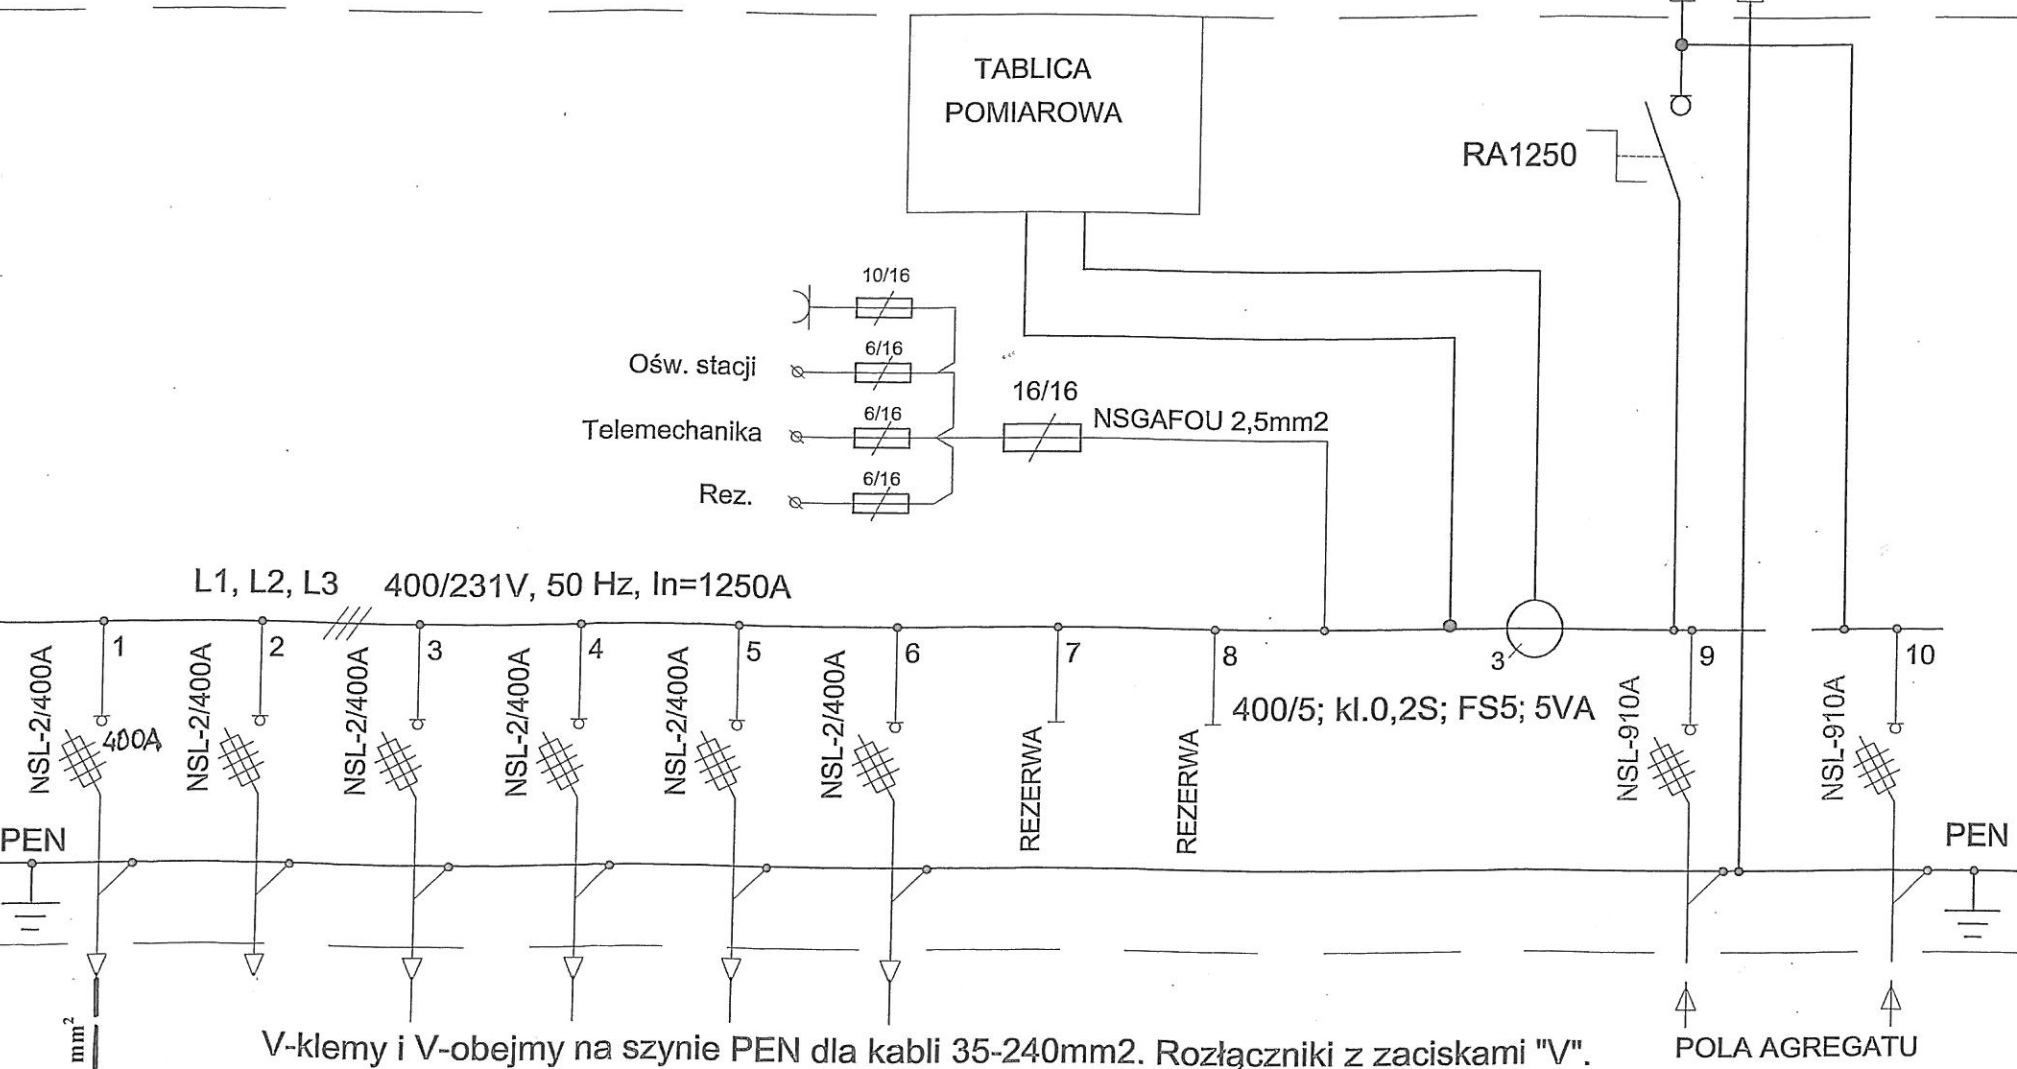 TABLICA
POMIAROWA
RA1250
10/16
6/16
Ośw. stacji
16/16
6/16
NSGAFOU 2,5mm2
Telemechanika
6/16
Rez.
L1, L2, L3
400/231V, 50 Hz, In=1250A
1
2
3
4
5
6
7
8
3
9
10
NSL-2/400A
400A
NSL-2/400A
NSL-2/400A
NSL-2/400A
NSL-2/400A
NSL-2/400A
REZERWA
REZERWA
400/5; kl.0,2S; FS5; 5VA
NSL-910A
NSL-910A
PEN
PEN
mm²
V-klemy i V-obejmy na szynie PEN dla kabli 35-240mm2. Rozłączniki z zaciskami "V".
POLA AGREGATU